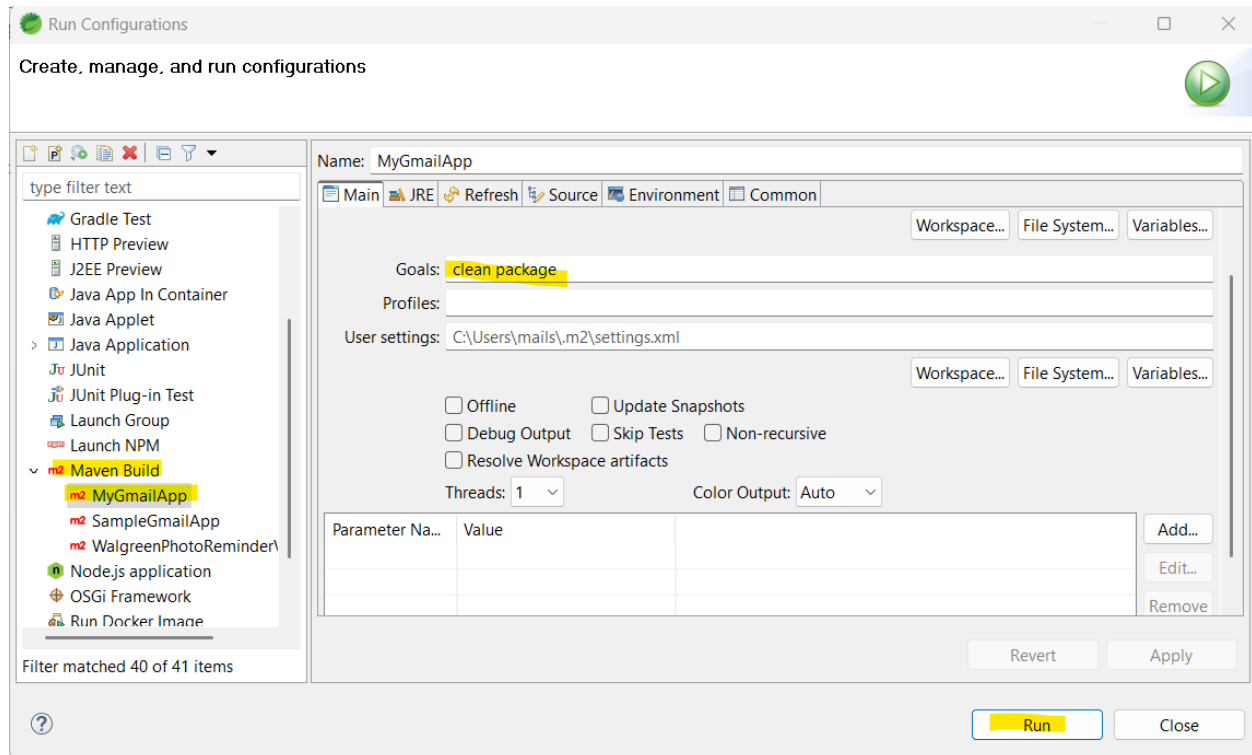 Run Configurations
Create, manage, and run configurations
type filter text
Gradle Test
HTTP Preview
J2EE Preview
Java App In Container
Java Applet
Java Application
JUnit
JUnit Plug-in Test
Launch Group
Launch NPM
m2 Maven Build
m2 MyGmailApp
m2 SampleGmailApp
m2 WalgreenPhotoReminder\
Node.js application
OSGi Framework
Run Docker Image
Filter matched 40 of 41 items
Name: MyGmailApp
Main JRE Refresh Source Environment Common
Workspace... File System... Variables...
Goals: clean package
Profiles:
User settings: C:\Users\mails\.m2\settings.xml
Workspace... File System... Variables...
Offline Update Snapshots
Debug Output Skip Tests Non-recursive
Resolve Workspace artifacts
Threads: 1 Color Output: Auto
Parameter Na... Value Add...
Edit...
Remove
Revert Apply
Run Close